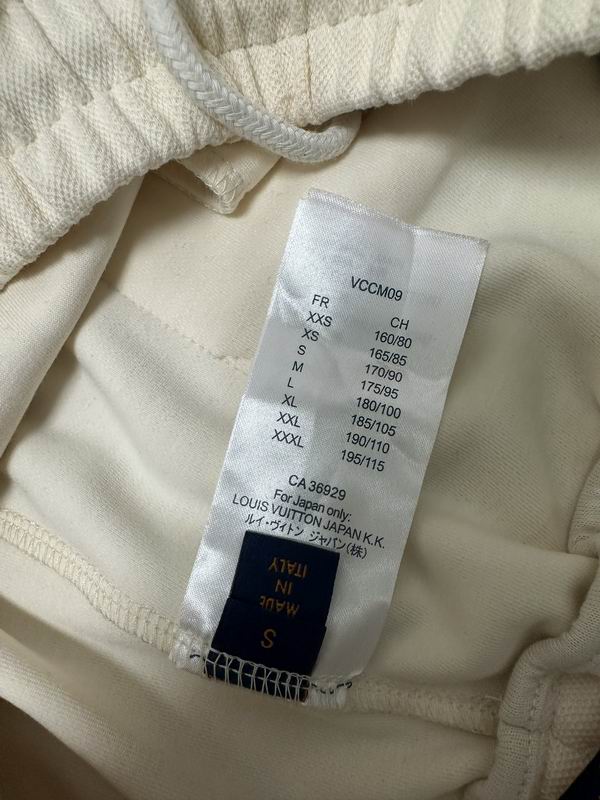 VCCM09
FR CH
XXS 160/80
XS 165/85
S 170/90
M 175/95
L 180/100
XL 185/105
XXL 190/110
XXXL 195/115
CA 36929
For Japan only:
LOUIS VUITTON JAPAN K.K.
ルイ・ヴィトン ジャパン(株)
MADE
IN
ITALY
S